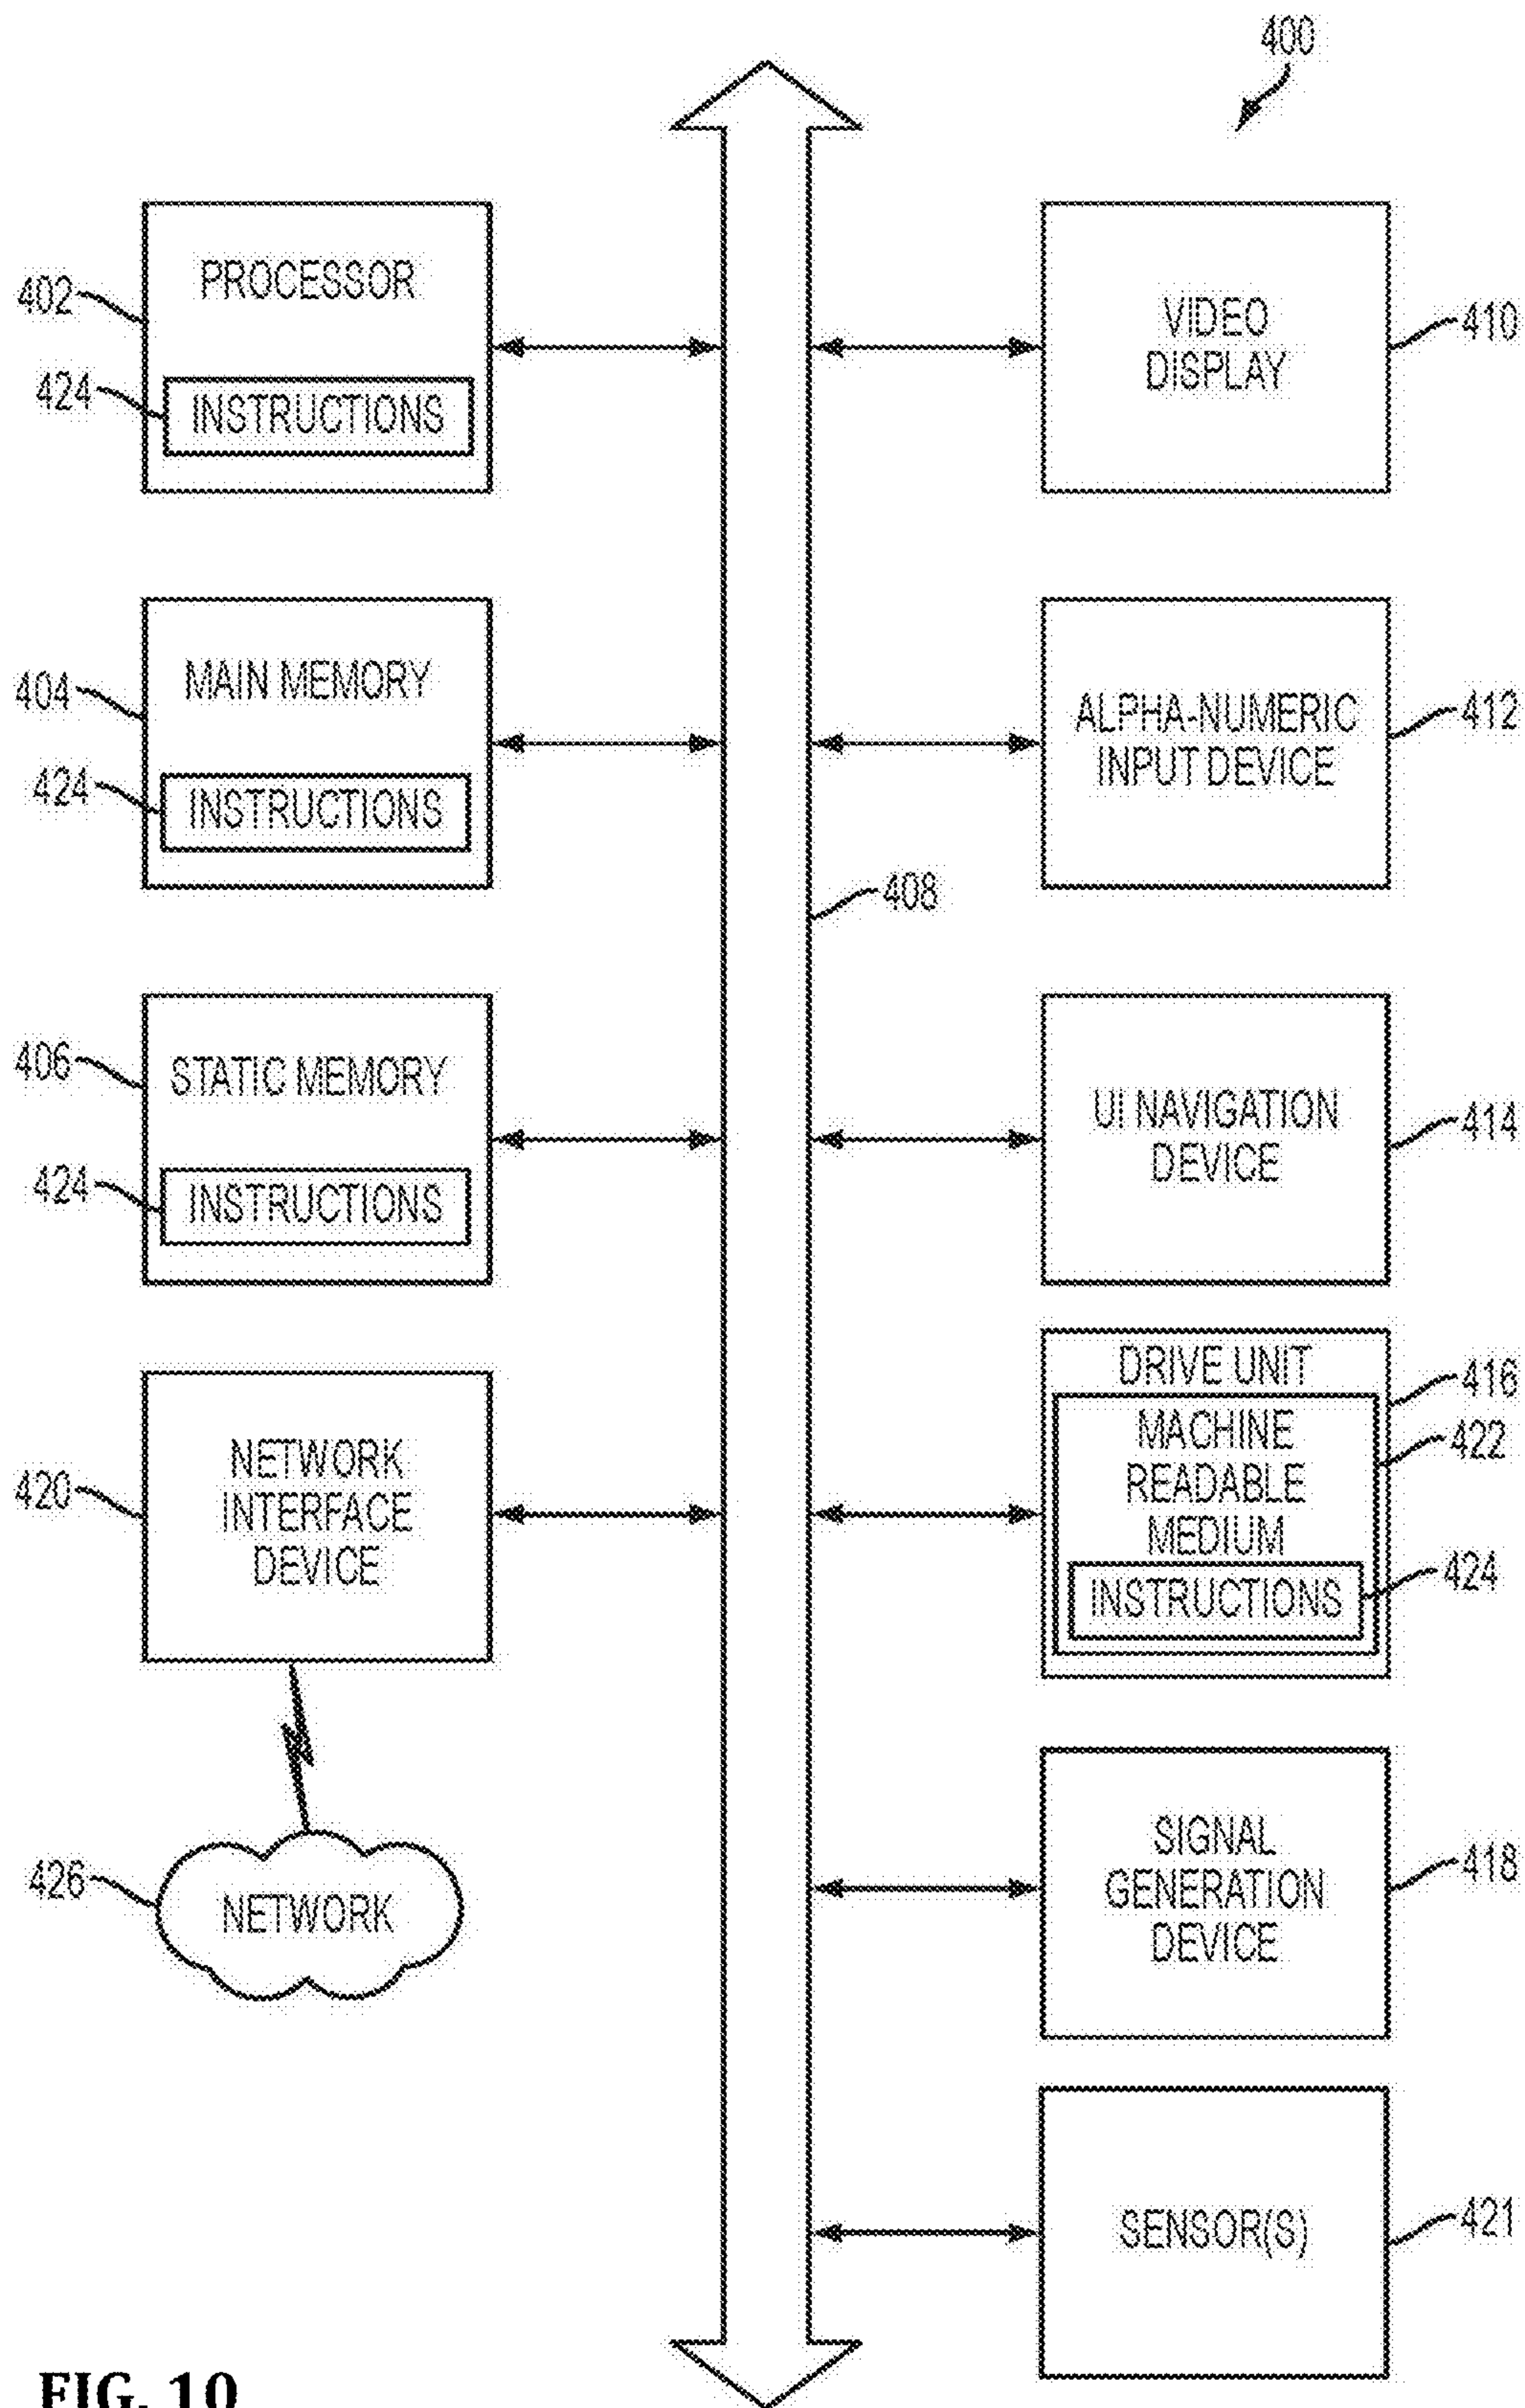 400
PROCESSOR
402
424
INSTRUCTIONS
VIDEO
DISPLAY
410
MAIN MEMORY
404
424
INSTRUCTIONS
ALPHA-NUMERIC
INPUT DEVICE
412
408
STATIC MEMORY
406
424
INSTRUCTIONS
UI NAVIGATION
DEVICE
414
NETWORK
INTERFACE
DEVICE
420
DRIVE UNIT
416
MACHINE
READABLE
MEDIUM
422
INSTRUCTIONS
424
NETWORK
426
SIGNAL
GENERATION
DEVICE
418
SENSOR(S)
421
FIG. 10